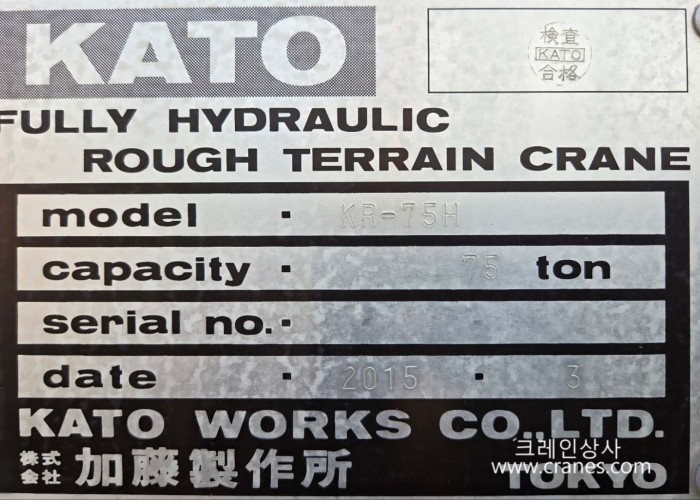 KATO
検査
KATO
合格
FULLY HYDRAULIC
ROUGH TERRAIN CRANE
model · KR-75H
capacity · 75 ton
serial no. ·
date · 2015 · 3
KATO WORKS CO.,LTD.
株式会社 加藤製作所 TOKYO
크레인상사
www.cranes.com